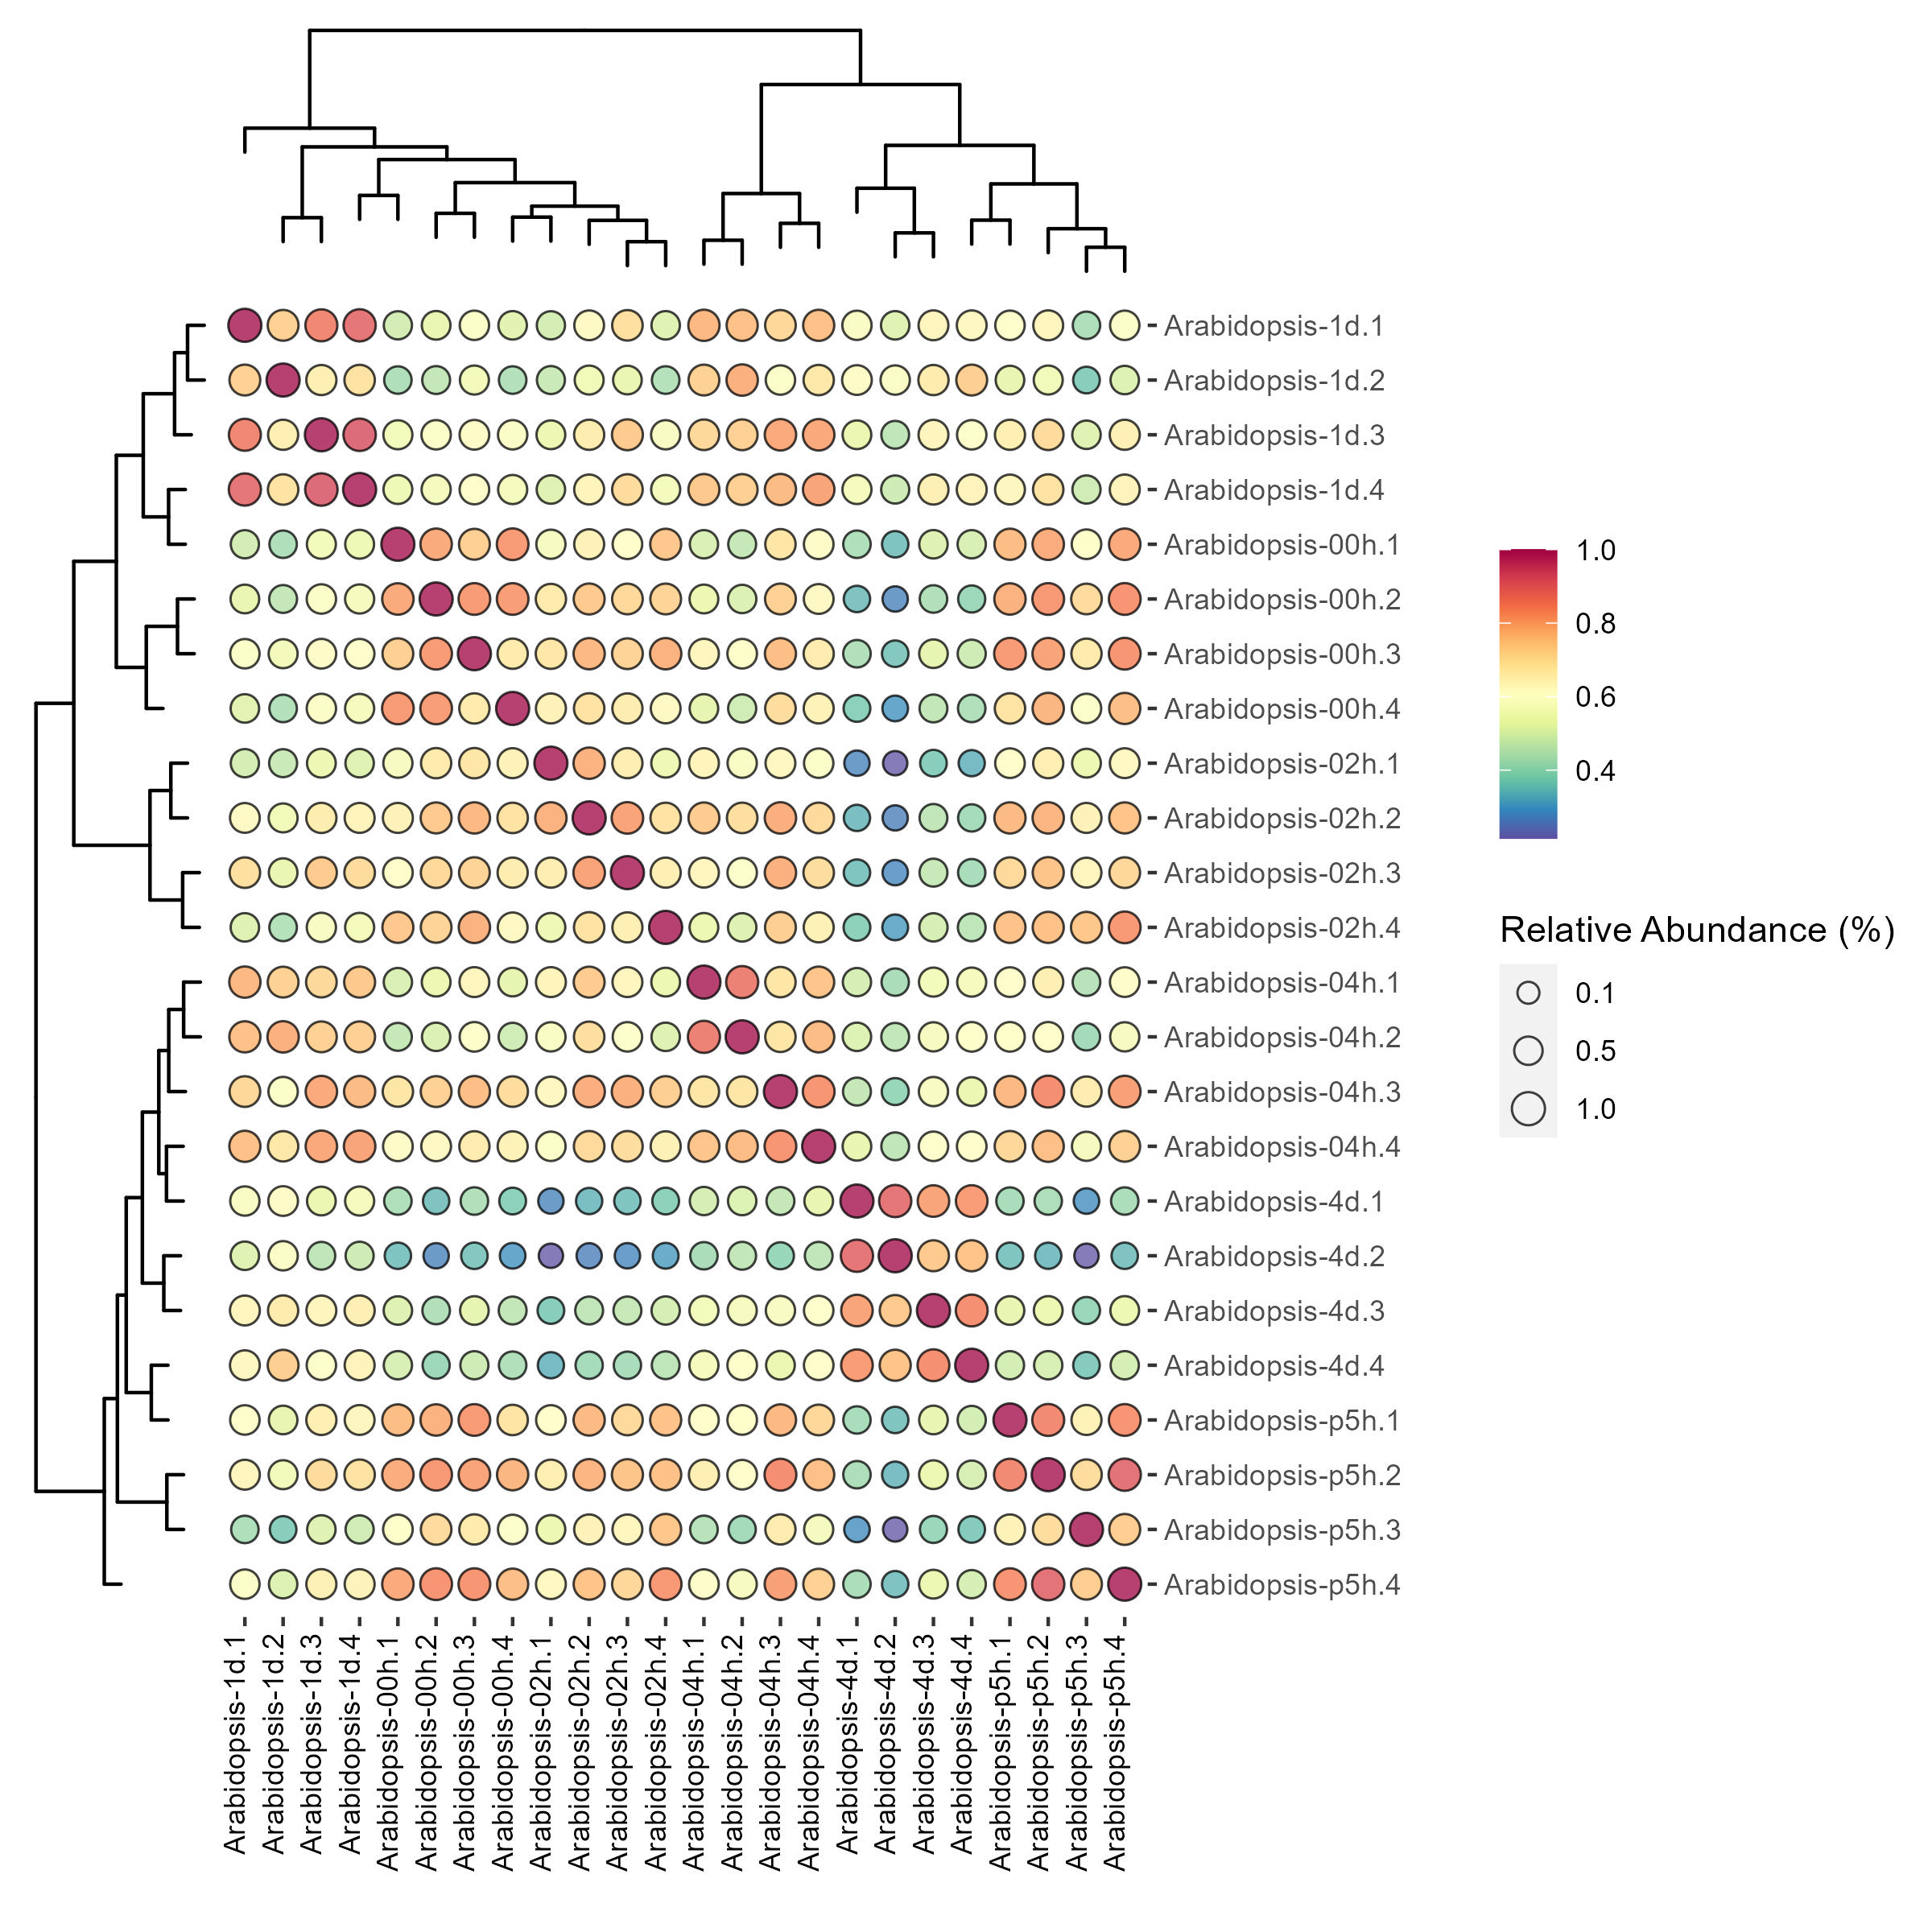 Arabidopsis-1d.1
Arabidopsis-1d.2
Arabidopsis-1d.3
Arabidopsis-1d.4
Arabidopsis-00h.1
Arabidopsis-00h.2
Arabidopsis-00h.3
Arabidopsis-00h.4
Arabidopsis-02h.1
Arabidopsis-02h.2
Arabidopsis-02h.3
Arabidopsis-02h.4
Arabidopsis-04h.1
Arabidopsis-04h.2
Arabidopsis-04h.3
Arabidopsis-04h.4
Arabidopsis-4d.1
Arabidopsis-4d.2
Arabidopsis-4d.3
Arabidopsis-4d.4
Arabidopsis-p5h.1
Arabidopsis-p5h.2
Arabidopsis-p5h.3
Arabidopsis-p5h.4
1.0
0.8
0.6
0.4
Relative Abundance (%)
0.1
0.5
1.0
Arabidopsis-1d.1
Arabidopsis-1d.2
Arabidopsis-1d.3
Arabidopsis-1d.4
Arabidopsis-00h.1
Arabidopsis-00h.2
Arabidopsis-00h.3
Arabidopsis-00h.4
Arabidopsis-02h.1
Arabidopsis-02h.2
Arabidopsis-02h.3
Arabidopsis-02h.4
Arabidopsis-04h.1
Arabidopsis-04h.2
Arabidopsis-04h.3
Arabidopsis-04h.4
Arabidopsis-4d.1
Arabidopsis-4d.2
Arabidopsis-4d.3
Arabidopsis-4d.4
Arabidopsis-p5h.1
Arabidopsis-p5h.2
Arabidopsis-p5h.3
Arabidopsis-p5h.4